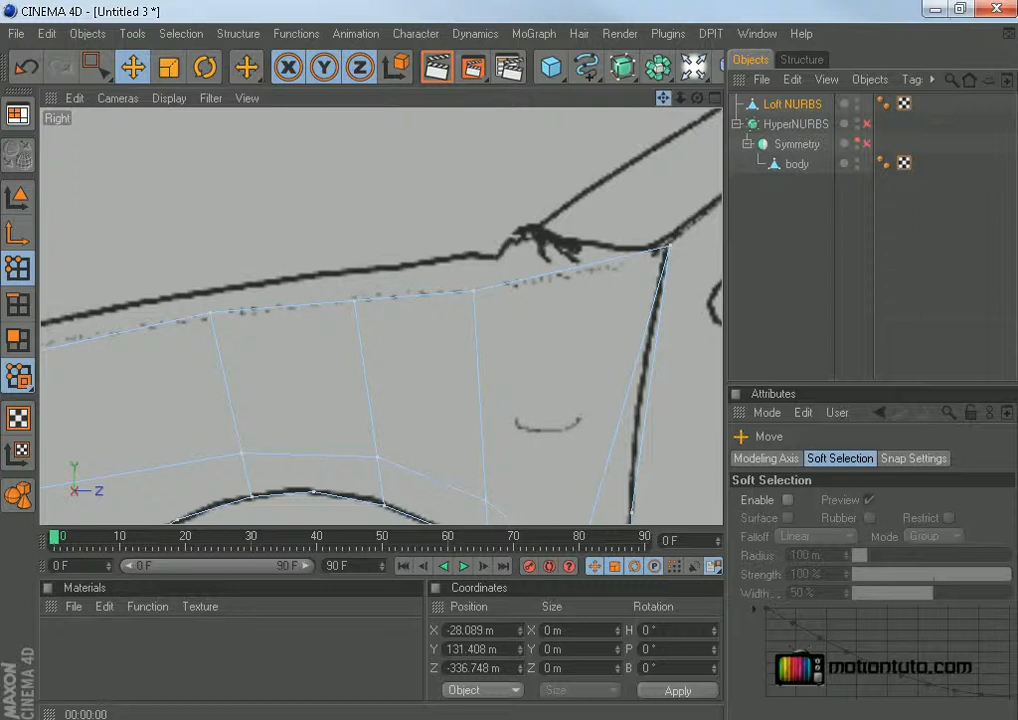 CINEMA 4D - [Untitled 3 *]
File Edit Objects Tools Selection Structure Functions Animation Character Dynamics MoGraph Hair Render Plugins DPIT Window Help
Objects Structure
Edit Cameras Display Filter View
File Edit View Objects Tag
Right
Loft NURBS
HyperNURBS
Symmetry
body
Y
X Z
Attributes
Mode Edit User
Move
Modeling Axis Soft Selection Snap Settings
Soft Selection
Enable Preview
Surface Rubber Restrict
Falloff Linear Mode Group
Radius 100 m
Strength 100 %
Width... 50 %
0 10 20 30 40 50 60 70 80 90 0 F
0 F 0 F 90 F 90 F
Materials
File Edit Function Texture
Coordinates
Position Size Rotation
X -28.089 m X 0 m H 0 °
Y 131.408 m Y 0 m P 0 °
Z -336.748 m Z 0 m B 0 °
Object Size Apply
motiontuto.com
MAXON
CINEMA 4D
00:00:00